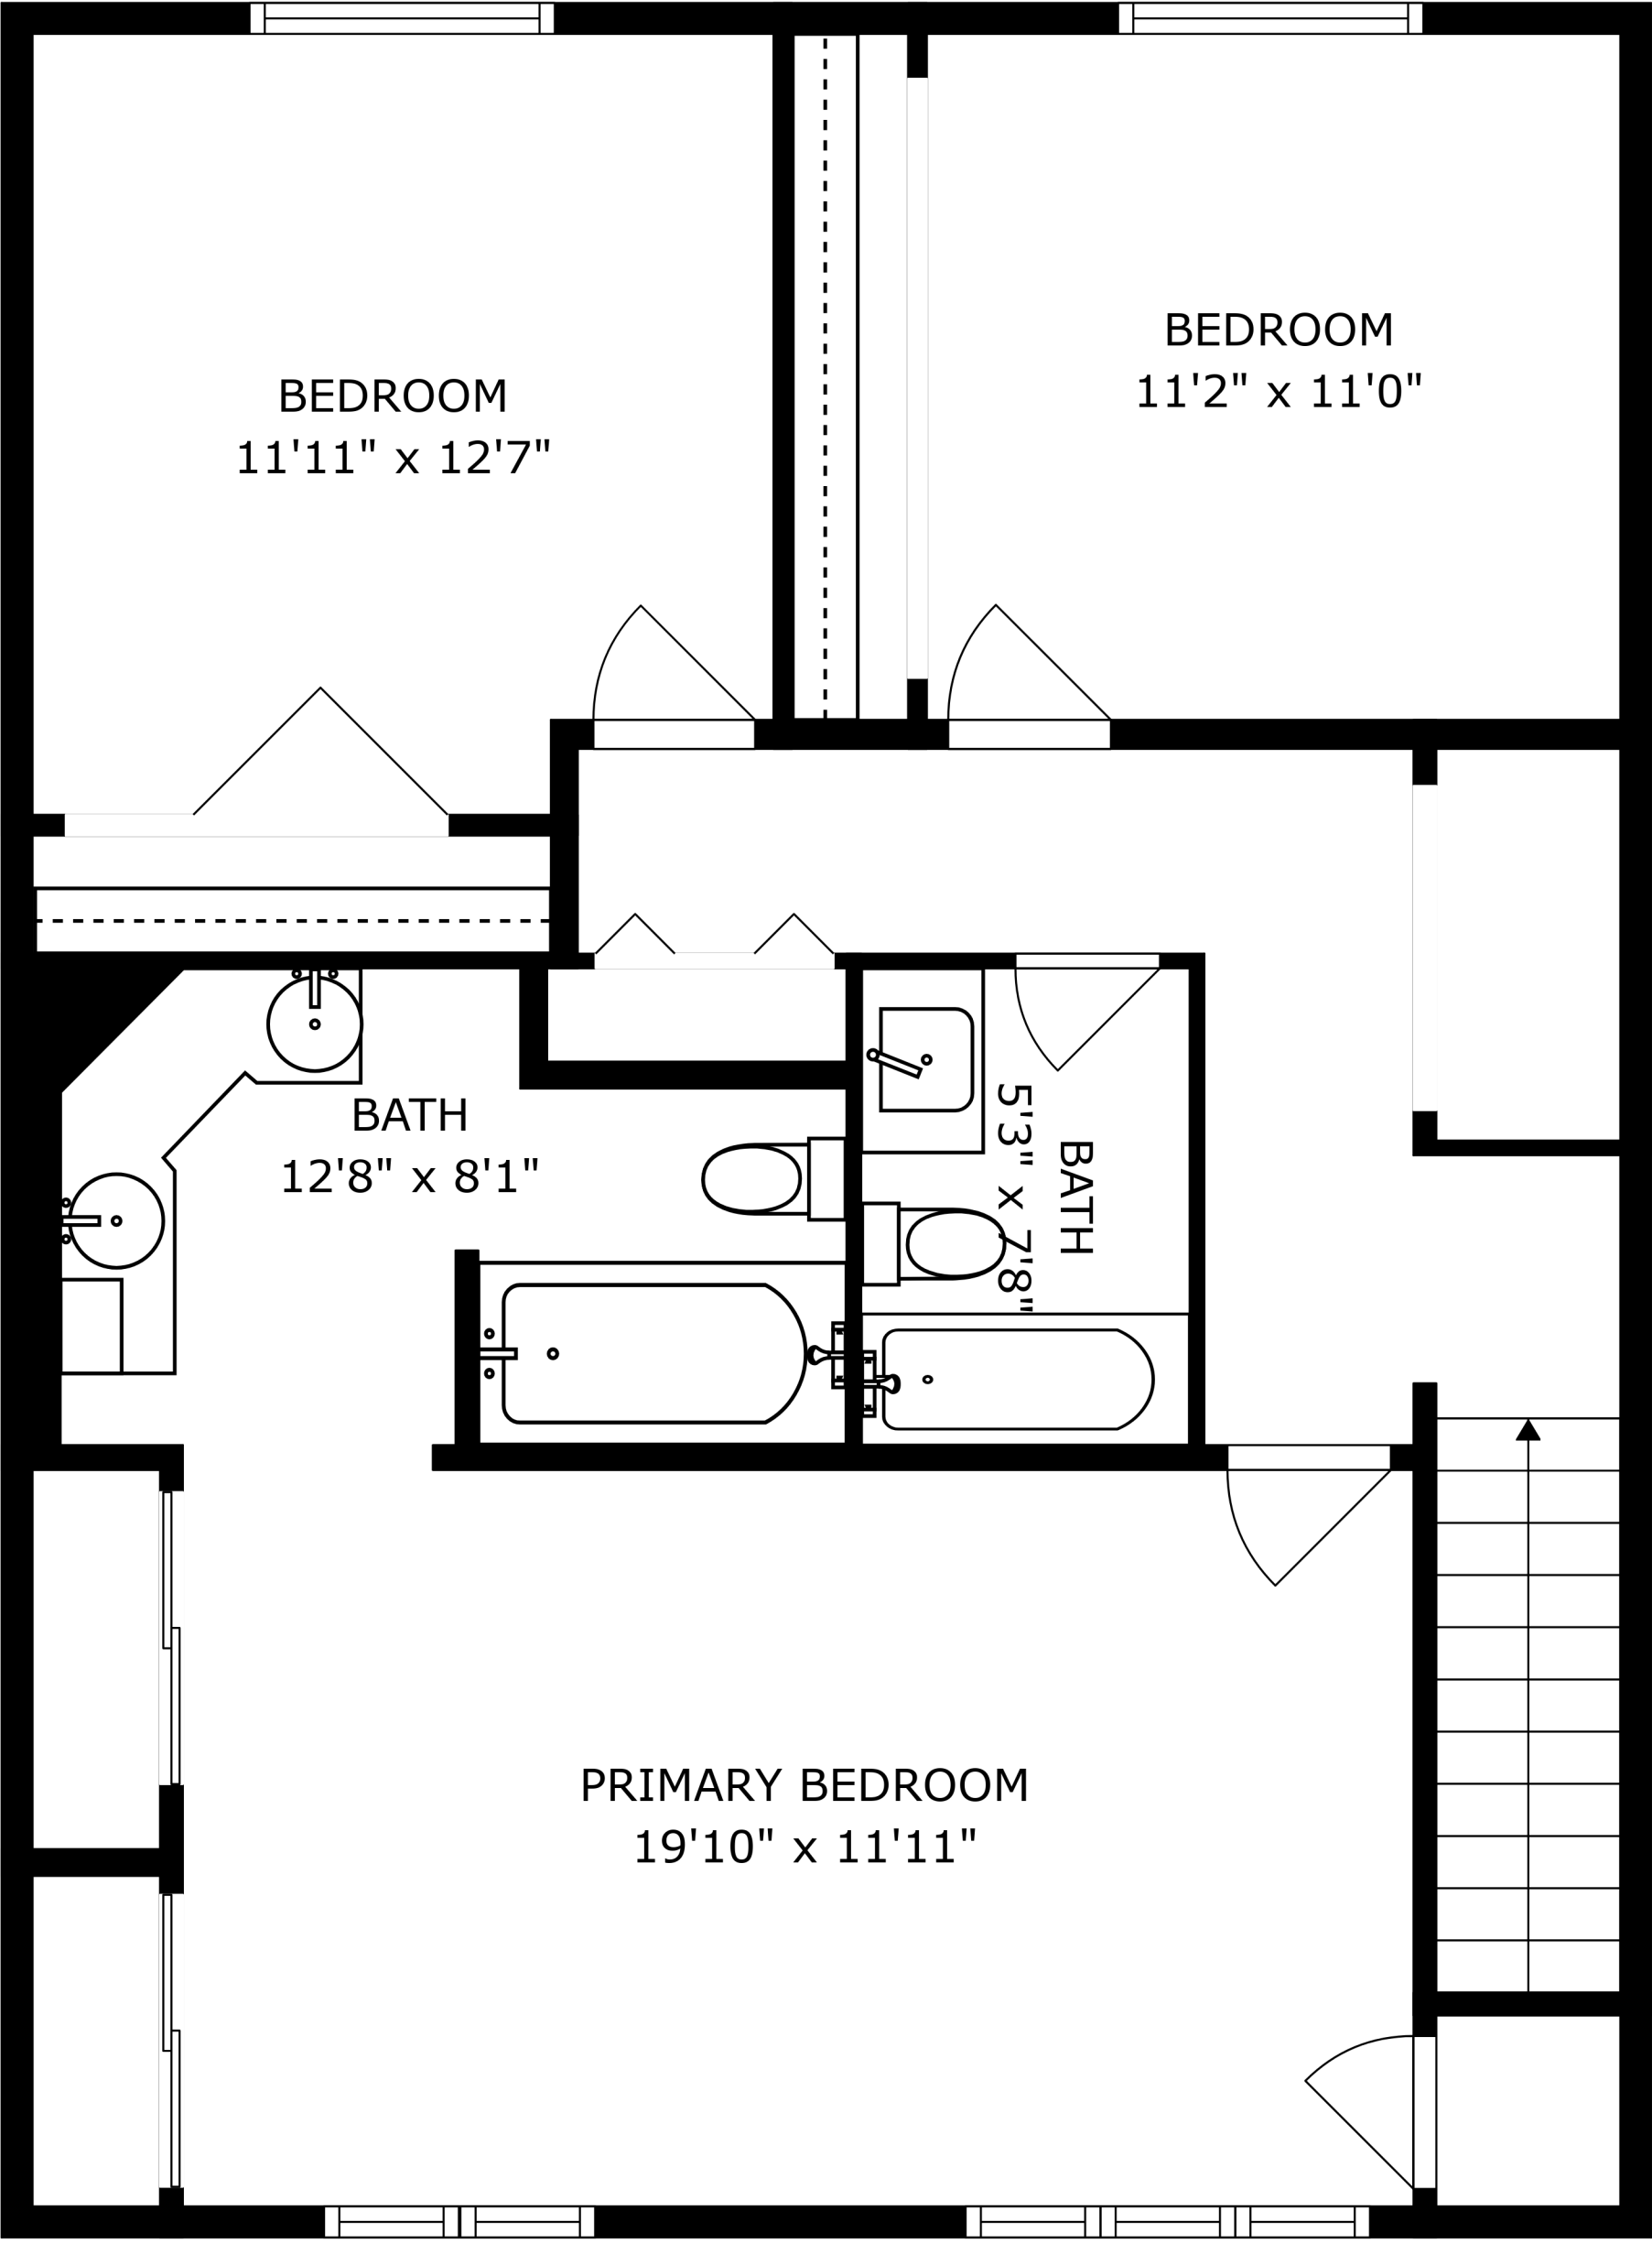 BEDROOM
11'2" x 11'0"
BEDROOM
11'11" x 12'7"
BATH
12'8" x 8'1"
BATH
5'3" x 7'8"
PRIMARY BEDROOM
19'10" x 11'11"